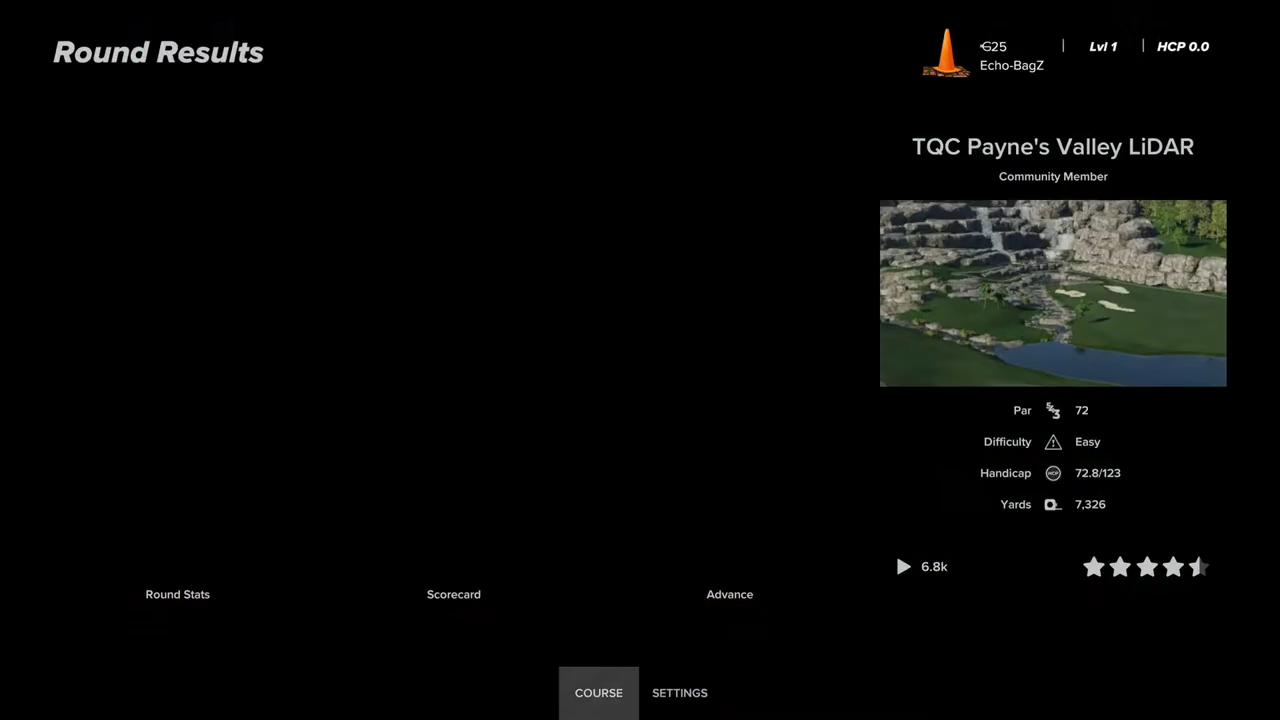 Round Results
G25
Echo-BagZ
Lvl 1
HCP 0.0
TQC Payne's Valley LiDAR
Community Member
Par 72
Difficulty Easy
Handicap HCP 72.8/123
Yards 7,326
6.8k
Round Stats
Scorecard
Advance
COURSE
SETTINGS